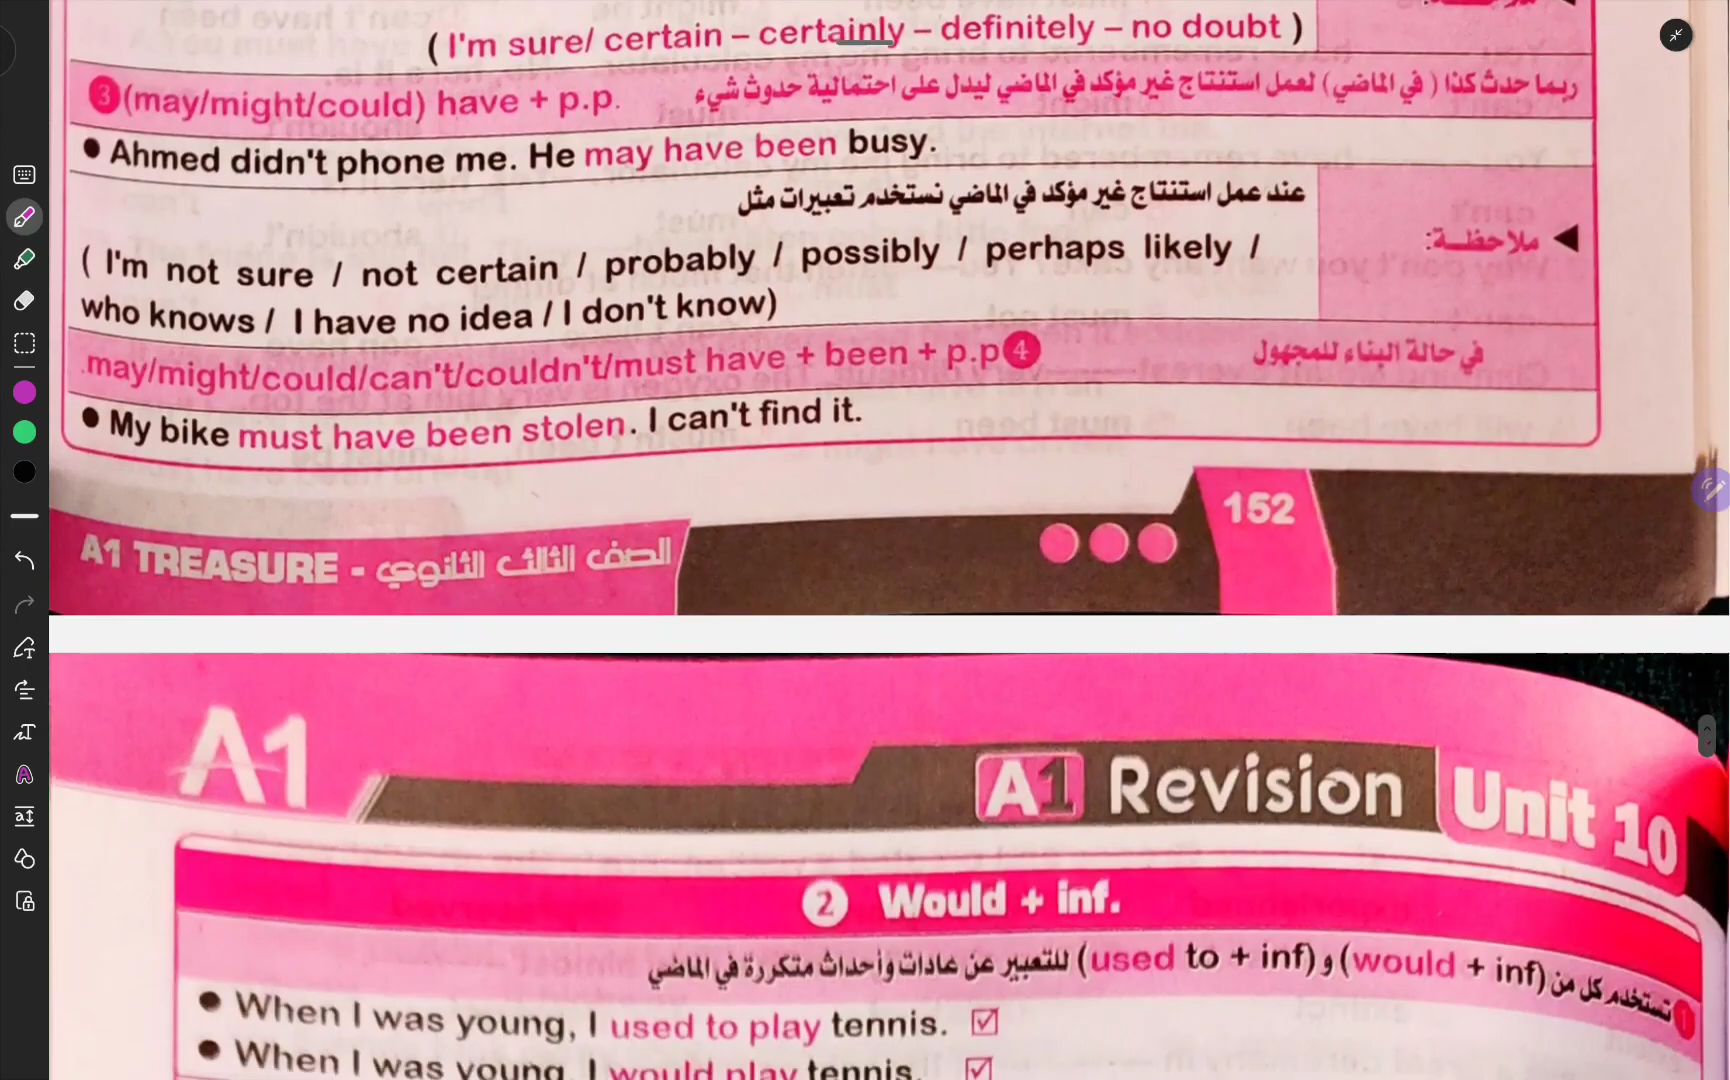 ( I'm sure/ certain – certainly – definitely – no doubt )
3 (may/might/could) have + p.p. ربما حدث كذا ( في الماضي) لعمل استنتاج غير مؤكد في الماضي ليدل على احتمالية حدوث شيء
● Ahmed didn't phone me. He may have been busy.
◀ ملاحظة: عند عمل استنتاج غير مؤكد في الماضي نستخدم تعبيرات مثل
( I'm not sure / not certain / probably / possibly / perhaps likely /
who knows / I have no idea / I don't know)
.may/might/could/can't/couldn't/must have + been + p.p 4 في حالة البناء للمجهول
● My bike must have been stolen. I can't find it.
152
A1 TREASURE - الصف الثالث الثانوي
A1
A1 Revision Unit 10
2 Would + inf.
1 تستخدم كل من (would + inf) و (used to + inf) للتعبير عن عادات وأحداث متكررة في الماضي
● When I was young, I used to play tennis. ☑
● When I was young, I would play tennis. ☑